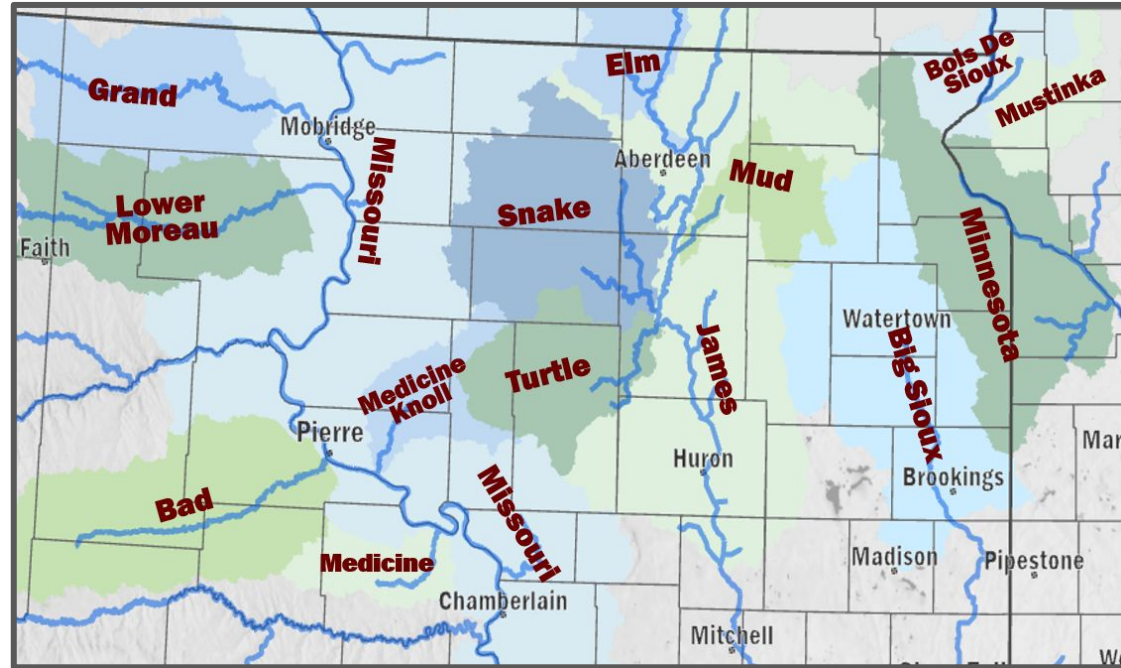 Bois De
Sioux
Elm
Grand
Mustinka
Mobridge
Missouri
Aberdeen
Mud
Lower
Moreau
Snake
Faith
Minnesota
Watertown
James
Big Sioux
Medicine
Knoll
Turtle
Pierre
Mar
Huron
Brookings
Bad
Missouri
Medicine
Madison
Pipestone
Chamberlain
Mitchell